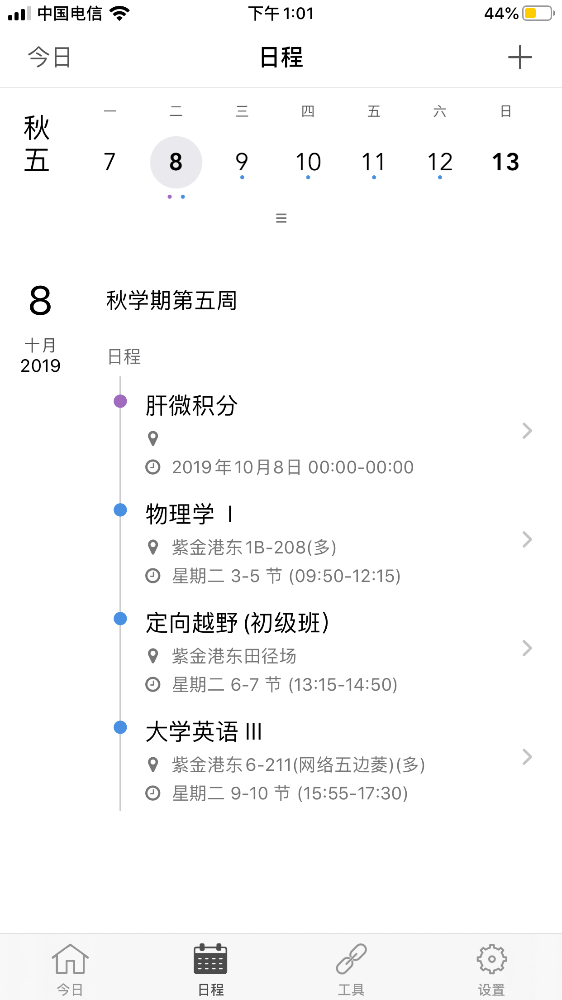 中国电信 下午1:01 44%
今日 日程
一 二 三 四 五 六 日
秋五
7 8 9 10 11 12 13
8 秋学期第五周
十月
2019
日程
肝微积分
2019年10月8日 00:00-00:00
物理学 I
紫金港东1B-208(多)
星期二 3-5 节 (09:50-12:15)
定向越野(初级班）
紫金港东田径场
星期二 6-7 节 (13:15-14:50)
大学英语 III
紫金港东6-211(网络五边菱)(多)
星期二 9-10 节 (15:55-17:30)
今日 日程 工具 设置